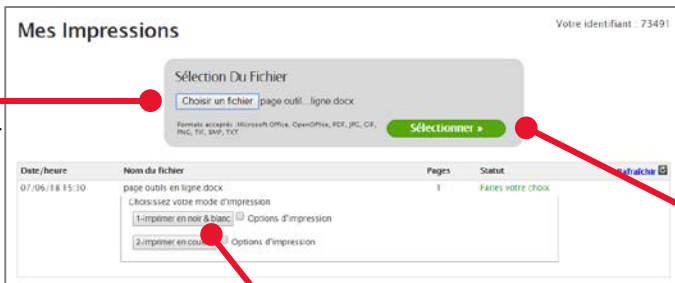 Mes Impressions
Votre identifiant : 73491
Sélection Du Fichier
Choisir un fichier page outil...ligne.docx
Formats acceptés : Microsoft Office, OpenOffice, PDF, JPG, GIF,
PNG, TIF, BMP, TXT
Sélectionner »
Date/heure Nom du fichier Pages Statut Rafraîchir
07/06/18 15:30 page outils en ligne.docx 1 Faites votre choix
Choisissez votre mode d'impression
1-imprimer en noir & blanc Options d'impression
2-imprimer en Options d'impression